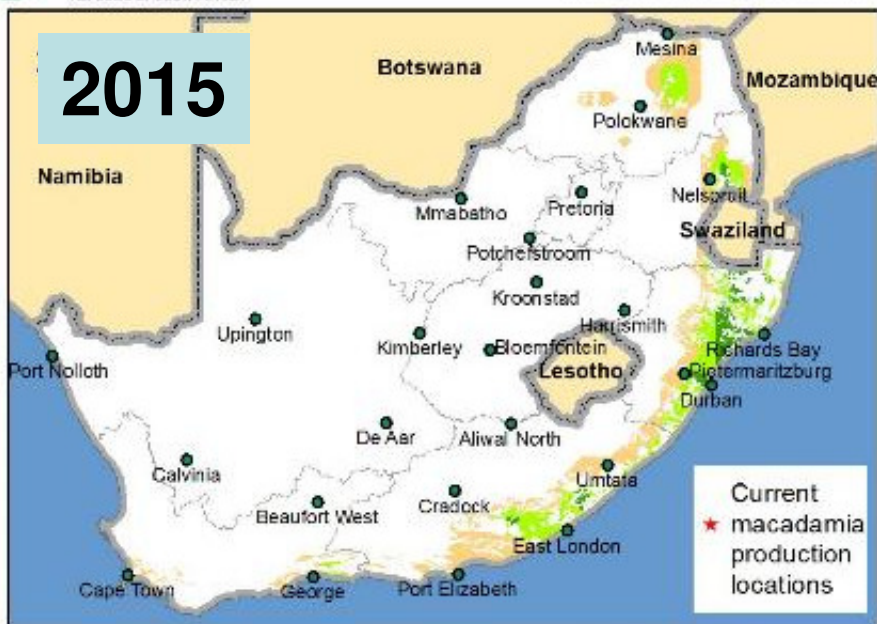 2015
Botswana
Mesina
Mozambique
Polokwane
Namibia
Nelspruit
Mmabatho
Pretoria
Swaziland
Potchefstroom
Kroonstad
Upington
Harrismith
Kimberley
Bloemfontein
Richards Bay
Port Nolloth
Lesotho
Pietermaritzburg
Durban
De Aar
Aliwal North
Calvinia
Umtata
Cradock
Beaufort West
East London
Cape Town
George
Port Elizabeth
Current
macadamia
production
locations